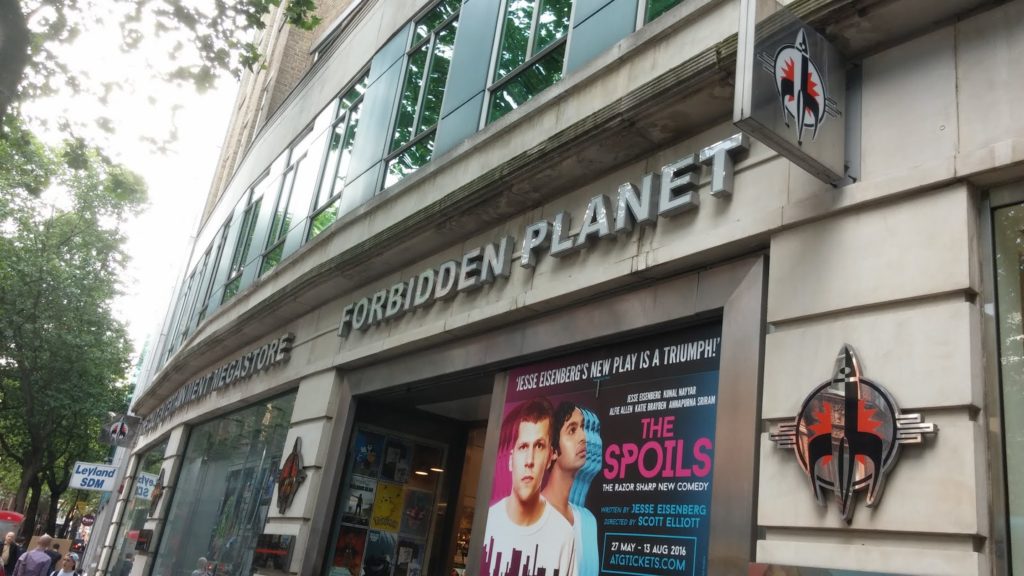 FORBIDDEN PLANET
ENTERTAINMENT MEGASTORE
Leyland
SDM
'JESSE EISENBERG'S NEW PLAY IS A TRIUMPH!'
JESSE EISENBERG KUNAL NAYYAR
ALFIE ALLEN KATIE BRAYBEN ANNAPURNA SRIRAM
THE
SPOILS
THE RAZOR SHARP NEW COMEDY
WRITTEN BY JESSE EISENBERG
DIRECTED BY SCOTT ELLIOTT
27 MAY - 13 AUG 2016
ATGTICKETS.COM